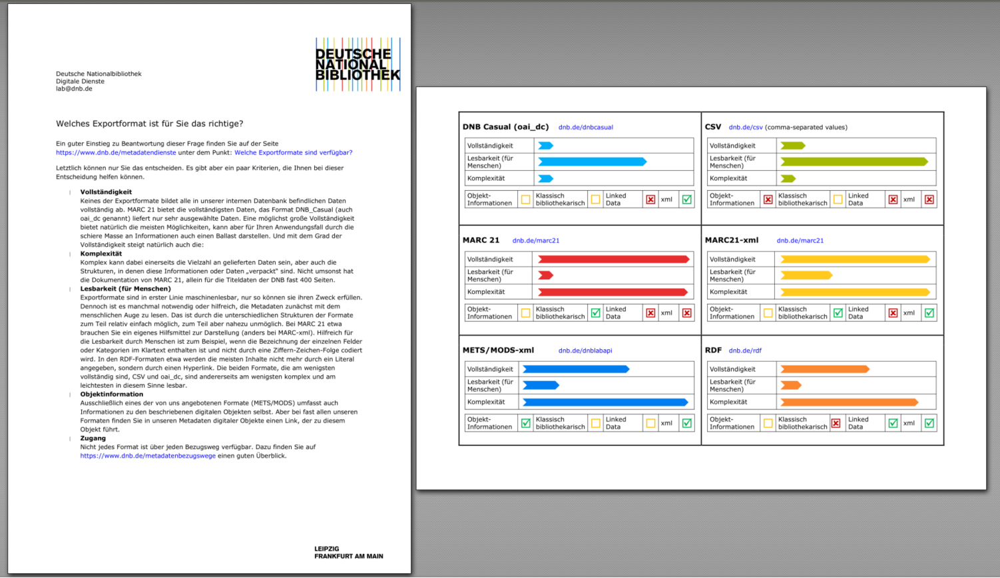 DEUTSCHE
NATIONAL
BIBLIOTHEK
Deutsche Nationalbibliothek
Digitale Dienste
lab@dnb.de
Welches Exportformat ist für Sie das richtige?
Ein guter Einstieg zu Beantwortung dieser Frage finden Sie auf der Seite
https://www.dnb.de/metadatendienste unter dem Punkt: Welche Exportformate sind verfügbar?
Letztlich können nur Sie das entscheiden. Es gibt aber ein paar Kriterien, die Ihnen bei dieser
Entscheidung helfen können.
Vollständigkeit
Keines der Exportformate bildet alle in unserer internen Datenbank befindlichen Daten
vollständig ab. MARC 21 bietet die vollständigsten Daten, das Format DNB_Casual (auch
oai_dc genannt) liefert nur sehr ausgewählte Daten. Eine möglichst große Vollständigkeit
bietet natürlich die meisten Möglichkeiten, kann aber für Ihren Anwendungsfall durch die
schiere Masse an Informationen auch einen Ballast darstellen. Und mit dem Grad der
Vollständigkeit steigt natürlich auch die:
Komplexität
Komplex kann dabei einerseits die Vielzahl an gelieferten Daten sein, aber auch die
Strukturen, in denen diese Informationen oder Daten „verpackt“ sind. Nicht umsonst hat
die Dokumentation von MARC 21, allein für die Titeldaten der DNB fast 400 Seiten.
Lesbarkeit (für Menschen)
Exportformate sind in erster Linie maschinenlesbar, nur so können sie ihren Zweck erfüllen.
Dennoch ist es manchmal notwendig oder hilfreich, die Metadaten zunächst mit dem
menschlichen Auge zu lesen. Das ist durch die unterschiedlichen Strukturen der Formate
zum Teil relativ einfach möglich, zum Teil aber nahezu unmöglich. Bei MARC 21 etwa
brauchen Sie ein eigenes Hilfsmittel zur Darstellung (anders bei MARC-xml). Hilfreich für
die Lesbarkeit durch Menschen ist zum Beispiel, wenn die Bezeichnung der einzelnen Felder
oder Kategorien im Klartext enthalten ist und nicht durch eine Ziffern-Zeichen-Folge codiert
wird. In den RDF-Formaten etwa werden die meisten Inhalte nicht mehr durch ein Literal
angegeben, sondern durch einen Hyperlink. Die beiden Formate, die am wenigsten
vollständig sind, CSV und oai_dc, sind andererseits am wenigsten komplex und am
leichtesten in diesem Sinne lesbar.
Objektinformation
Ausschließlich eines der von uns angebotenen Formate (METS/MODS) umfasst auch
Informationen zu den beschriebenen digitalen Objekten selbst. Aber bei fast allen unseren
Formaten finden Sie in unseren Metadaten digitaler Objekte einen Link, der zu diesem
Objekt führt.
Zugang
Nicht jedes Format ist über jeden Bezugsweg verfügbar. Dazu finden Sie auf
https://www.dnb.de/metadatenbezugswege einen guten Überblick.
LEIPZIG
FRANKFURT AM MAIN
DNB Casual (oai_dc) dnb.de/dnbcasual
Vollständigkeit
Lesbarkeit (für
Menschen)
Komplexität
Objekt-
Informationen
Klassisch
bibliothekarisch
Linked
Data
xml
CSV dnb.de/csv (comma-separated values)
Vollständigkeit
Lesbarkeit (für
Menschen)
Komplexität
Objekt-
Informationen
Klassisch
bibliothekarisch
Linked
Data
xml
MARC 21 dnb.de/marc21
Vollständigkeit
Lesbarkeit (für
Menschen)
Komplexität
Objekt-
Informationen
Klassisch
bibliothekarisch
Linked
Data
xml
MARC21-xml dnb.de/marc21
Vollständigkeit
Lesbarkeit (für
Menschen)
Komplexität
Objekt-
Informationen
Klassisch
bibliothekarisch
Linked
Data
xml
METS/MODS-xml dnb.de/dnblabapi
Vollständigkeit
Lesbarkeit (für
Menschen)
Komplexität
Objekt-
Informationen
Klassisch
bibliothekarisch
Linked
Data
xml
RDF dnb.de/rdf
Vollständigkeit
Lesbarkeit (für
Menschen)
Komplexität
Objekt-
Informationen
Klassisch
bibliothekarisch
Linked
Data
xml